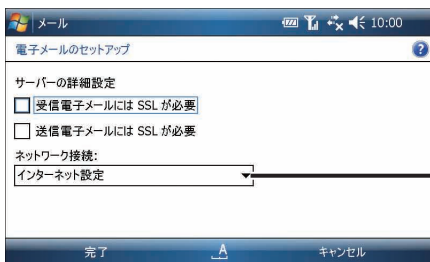 メール 10:00
電子メールのセットアップ ?
サーバーの詳細設定
受信電子メールには SSL が必要
送信電子メールには SSL が必要
ネットワーク接続:
インターネット設定
完了 A キャンセル